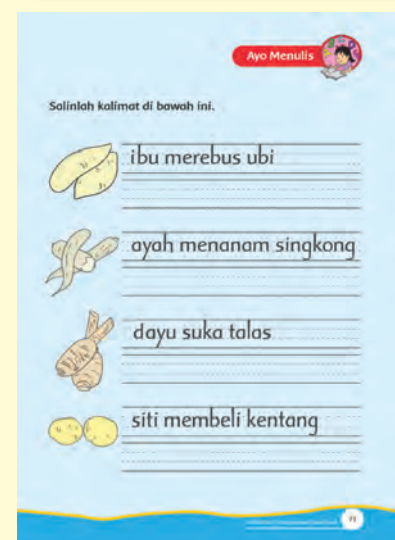 Ayo Menulis
Salinlah kalimat di bawah ini.
ibu merebus ubi
ayah menanam singkong
dayu suka talas
siti membeli kentang